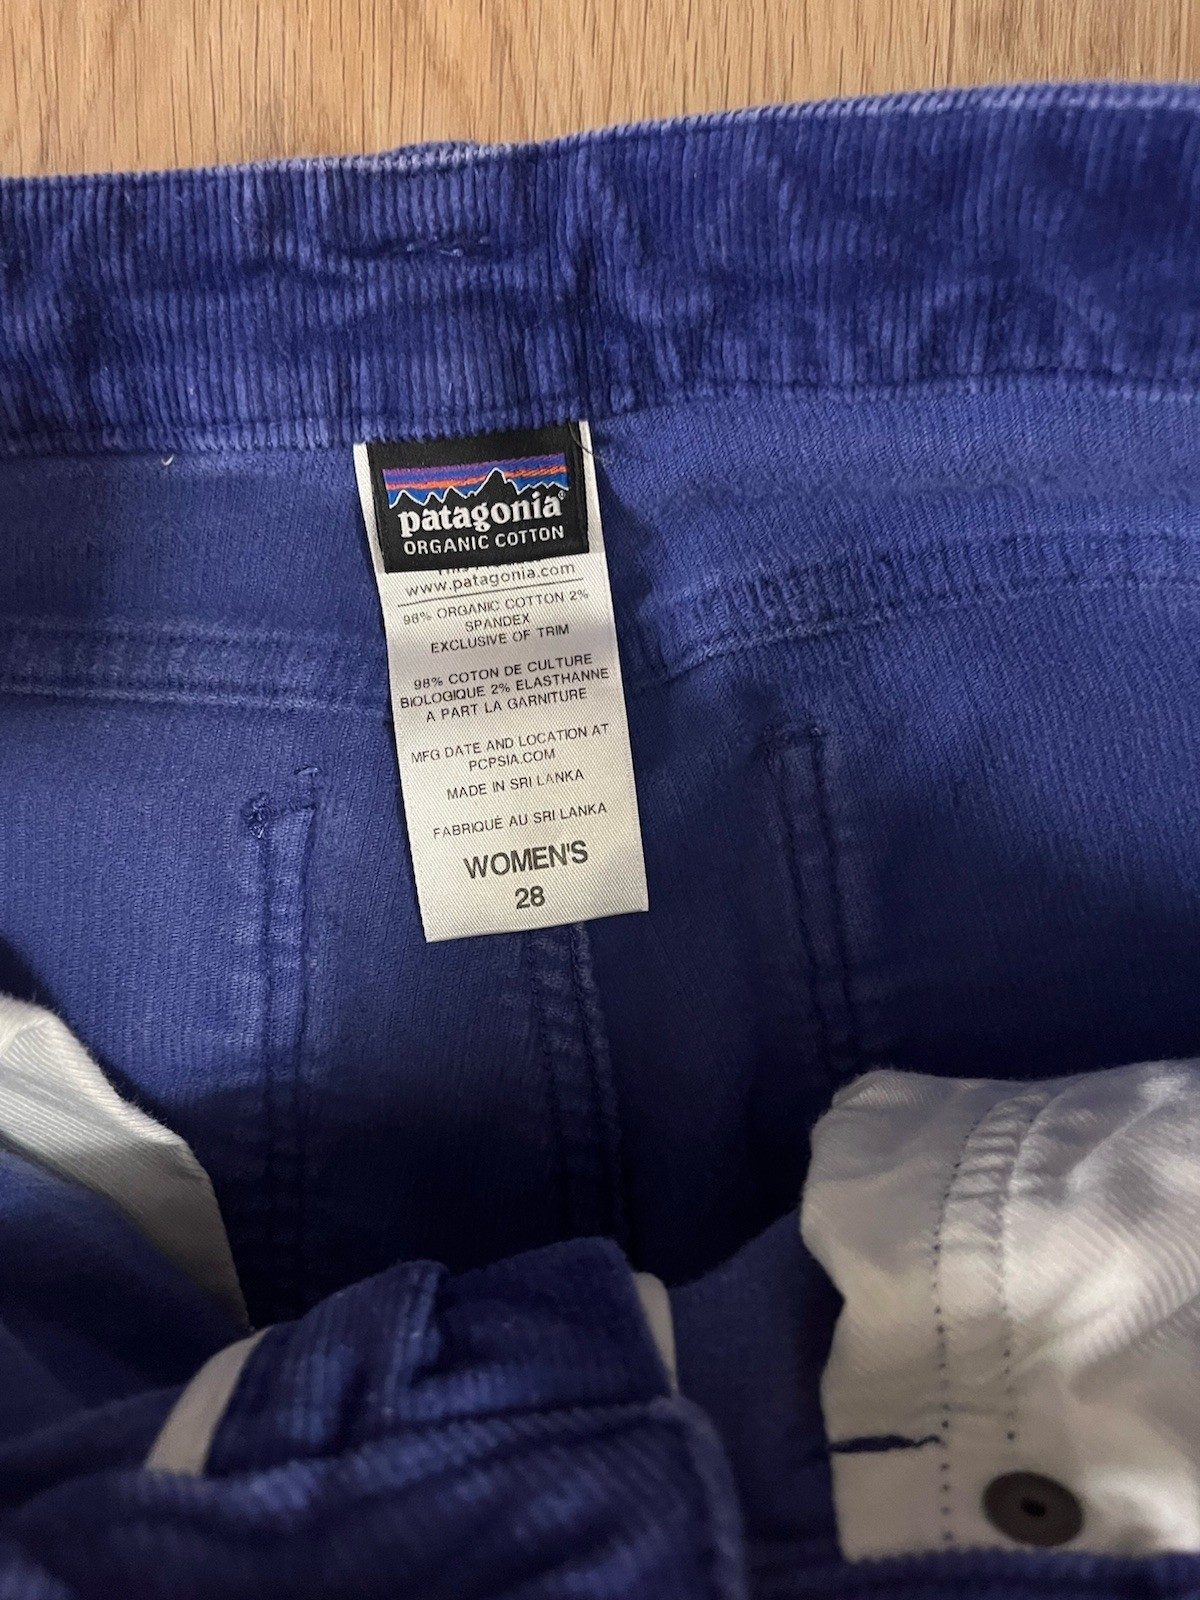 patagonia®
ORGANIC COTTON
www.patagonia.com
98% ORGANIC COTTON 2%
SPANDEX
EXCLUSIVE OF TRIM
98% COTON DE CULTURE
BIOLOGIQUE 2% ELASTHANNE
A PART LA GARNITURE
MFG DATE AND LOCATION AT
PCPSIA.COM
MADE IN SRI LANKA
FABRIQUÉ AU SRI LANKA
WOMEN'S
28